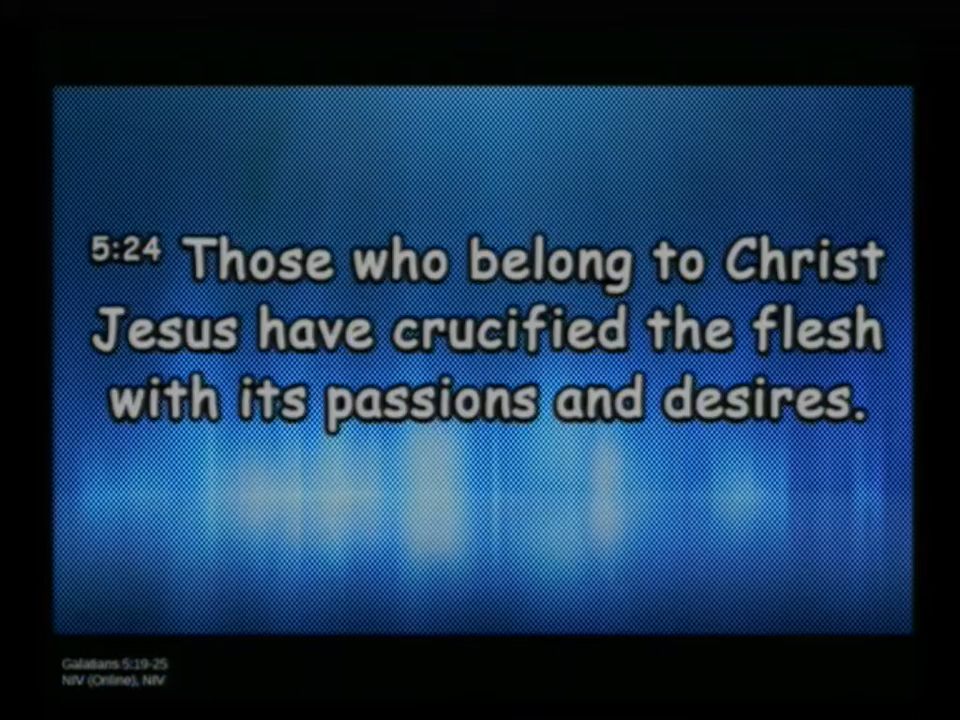 5:24 Those who belong to Christ
Jesus have crucified the flesh
with its passions and desires.
Galatians 5:19-25
NIV (Online), NIV